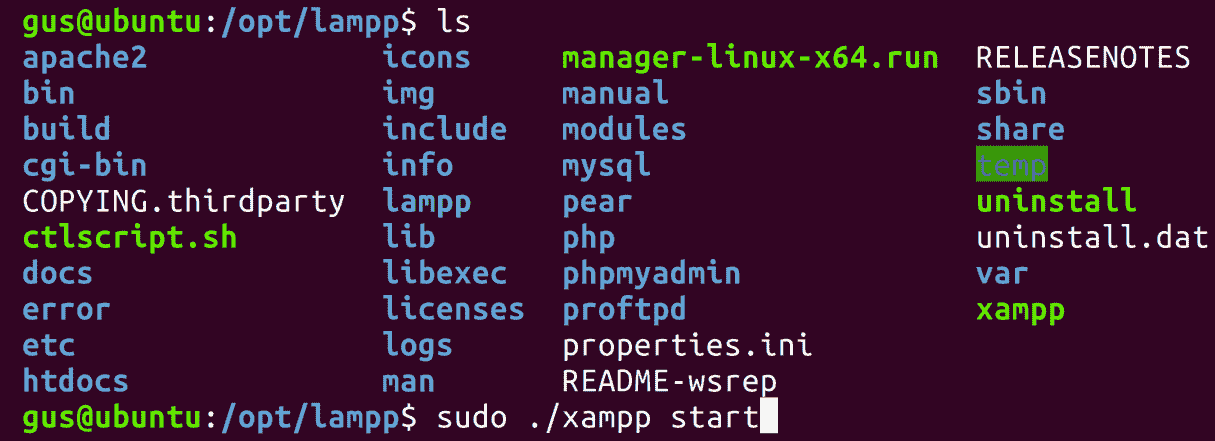 gus@ubuntu:/opt/lampp$ ls
apache2 icons manager-linux-x64.run RELEASENOTES
bin img manual sbin
build include modules share
cgi-bin info mysql temp
COPYING.thirdparty lampp pear uninstall
ctlscript.sh lib php uninstall.dat
docs libexec phpmyadmin var
error licenses proftpd xampp
etc logs properties.ini
htdocs man README-wsrep
gus@ubuntu:/opt/lampp$ sudo ./xampp start